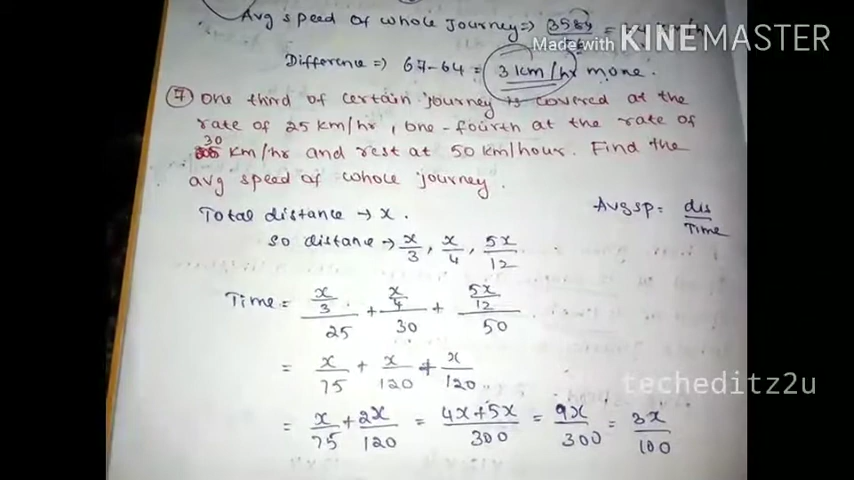 Avg speed of whole Journey => 3584 =
Made with KINEMASTER
Difference => 67-64 = 3 km/hr more.
7 One third of certain journey is covered at the
rate of 25 km/hr, one-fourth at the rate of
30
km/hr and rest at 50 km/hour. Find the
avg speed of whole journey.
Total distance → x.
Avg sp = dis/Time
so distance → x/3, x/4, 5x/12
Time = x/3/25 + x/4/30 + 5x/12/50
= x/75 + x/120 + x/120
techeditz2u
= x/75 + 2x/120 = 4x+5x/300 = 9x/300 = 3x/100